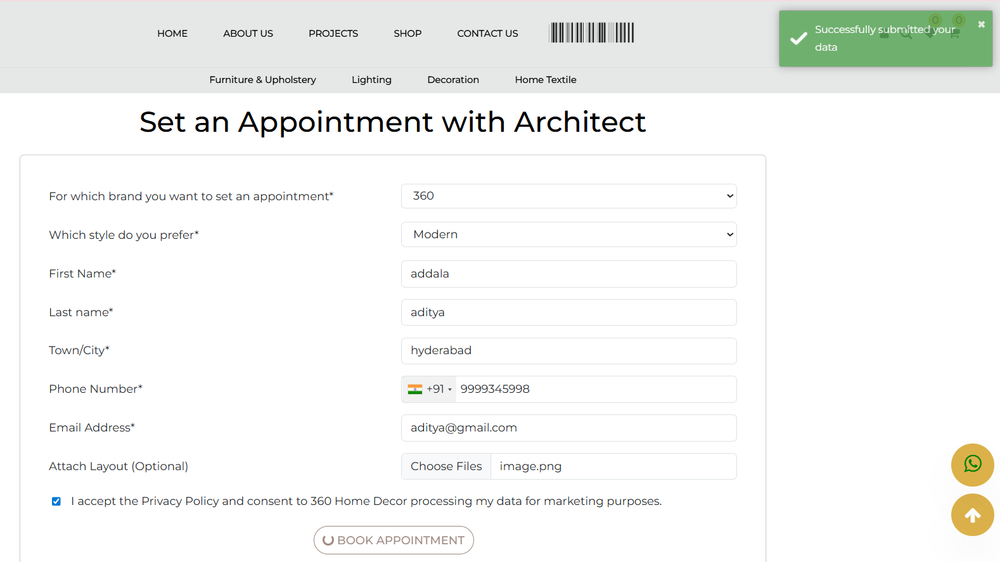 HOME ABOUT US PROJECTS SHOP CONTACT US
0 0
Successfully submitted your
data
Furniture & Upholstery Lighting Decoration Home Textile
Set an Appointment with Architect
For which brand you want to set an appointment* 360
Which style do you prefer* Modern
First Name* addala
Last name* aditya
Town/City* hyderabad
Phone Number* +91 9999345998
Email Address* aditya@gmail.com
Attach Layout (Optional) Choose Files image.png
I accept the Privacy Policy and consent to 360 Home Decor processing my data for marketing purposes.
BOOK APPOINTMENT